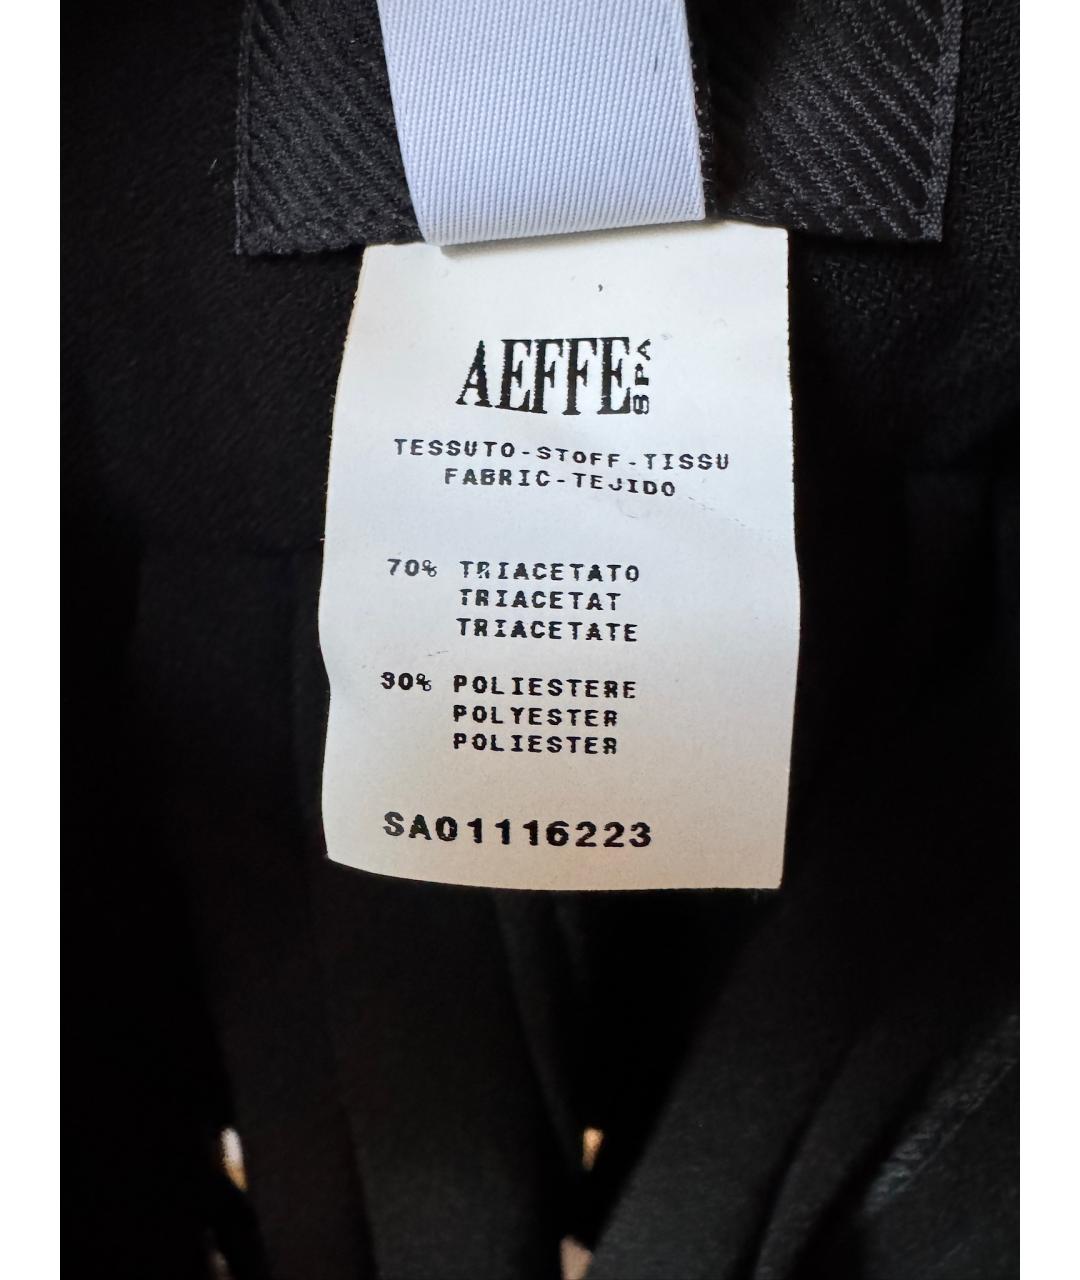 AEFFE SPA
TESSUTO-STOFF-TISSU
FABRIC-TEJIDO
70% TRIACETATO
TRIACETAT
TRIACETATE
30% POLIESTERE
POLYESTER
POLIESTER
SA01116223